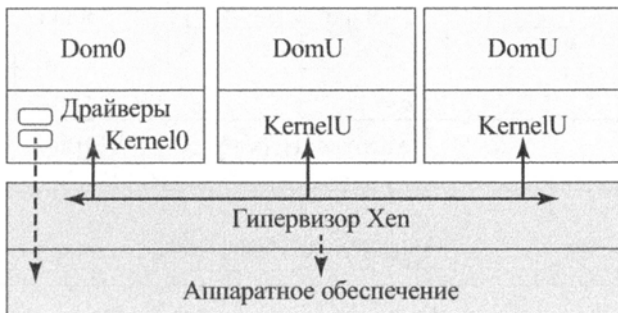 Dom0
DomU
DomU
Драйверы
Kernel0
KernelU
KernelU
Гипервизор Xen
Аппаратное обеспечение